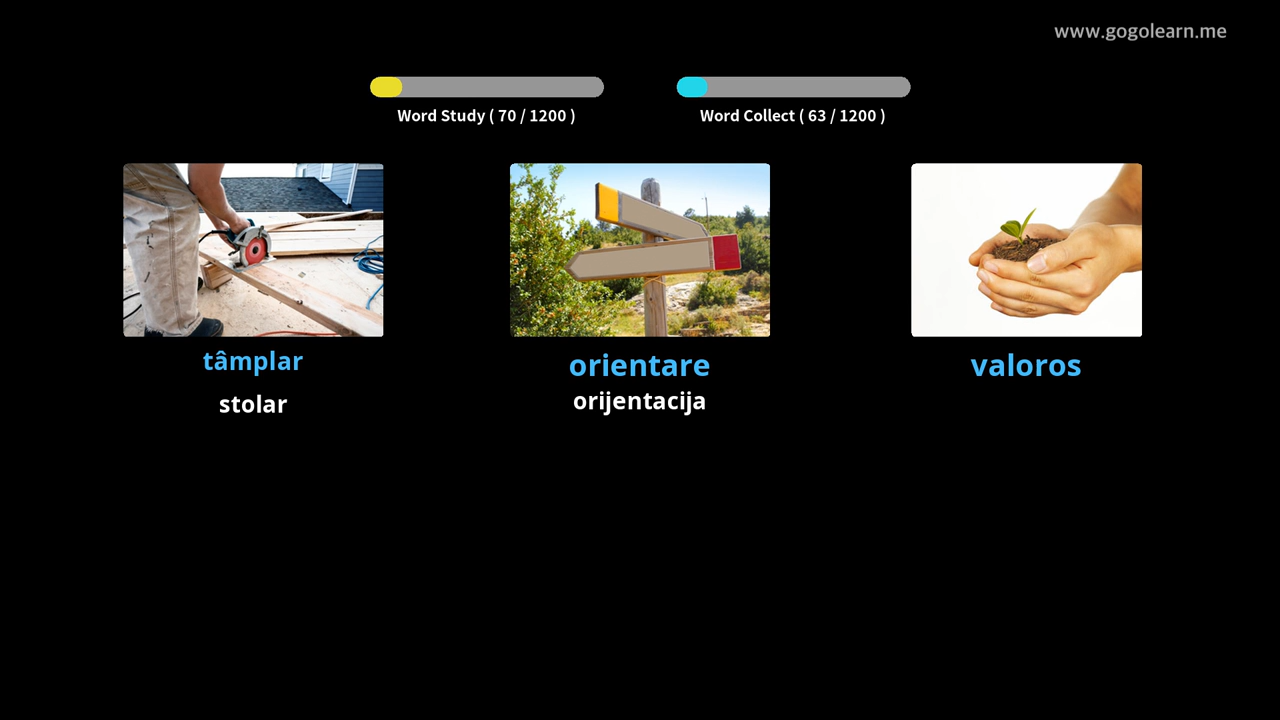 www.gogolearn.me
Word Study ( 70 / 1200 )
Word Collect ( 63 / 1200 )
tâmplar
stolar
orientare
orijentacija
valoros